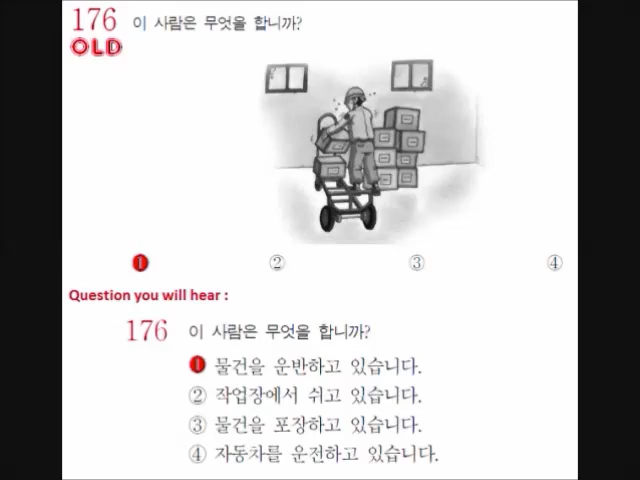 176 이 사람은 무엇을 합니까?
OLD
① ② ③ ④
Question you will hear :
176 이 사람은 무엇을 합니까?
① 물건을 운반하고 있습니다.
② 작업장에서 쉬고 있습니다.
③ 물건을 포장하고 있습니다.
④ 자동차를 운전하고 있습니다.